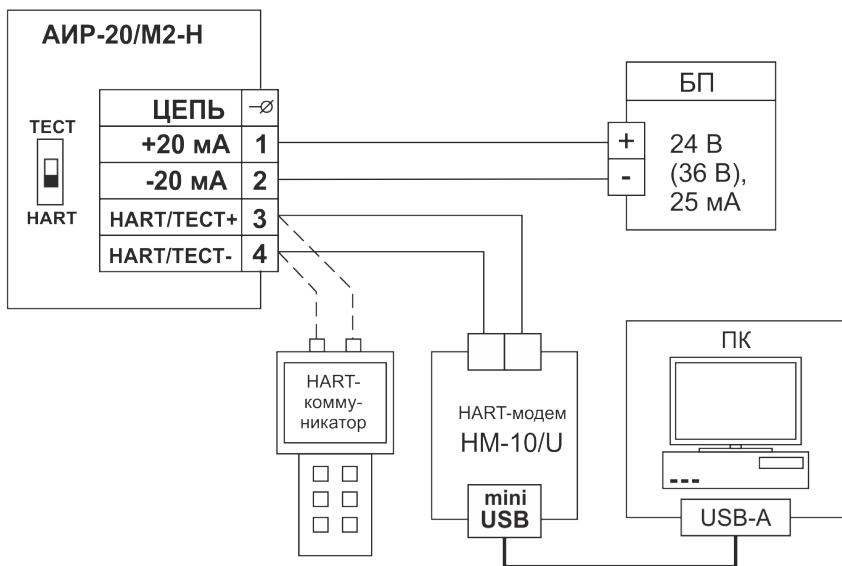 АИР-20/М2-Н
ТЕСТ
HART
ЦЕПЬ
+20 мА 1
-20 мА 2
HART/ТЕСТ+ 3
HART/ТЕСТ- 4
БП
+
-
24 В
(36 В),
25 мА
HART-
комму-
никатор
HART-модем
НМ-10/U
mini
USB
ПК
USB-A